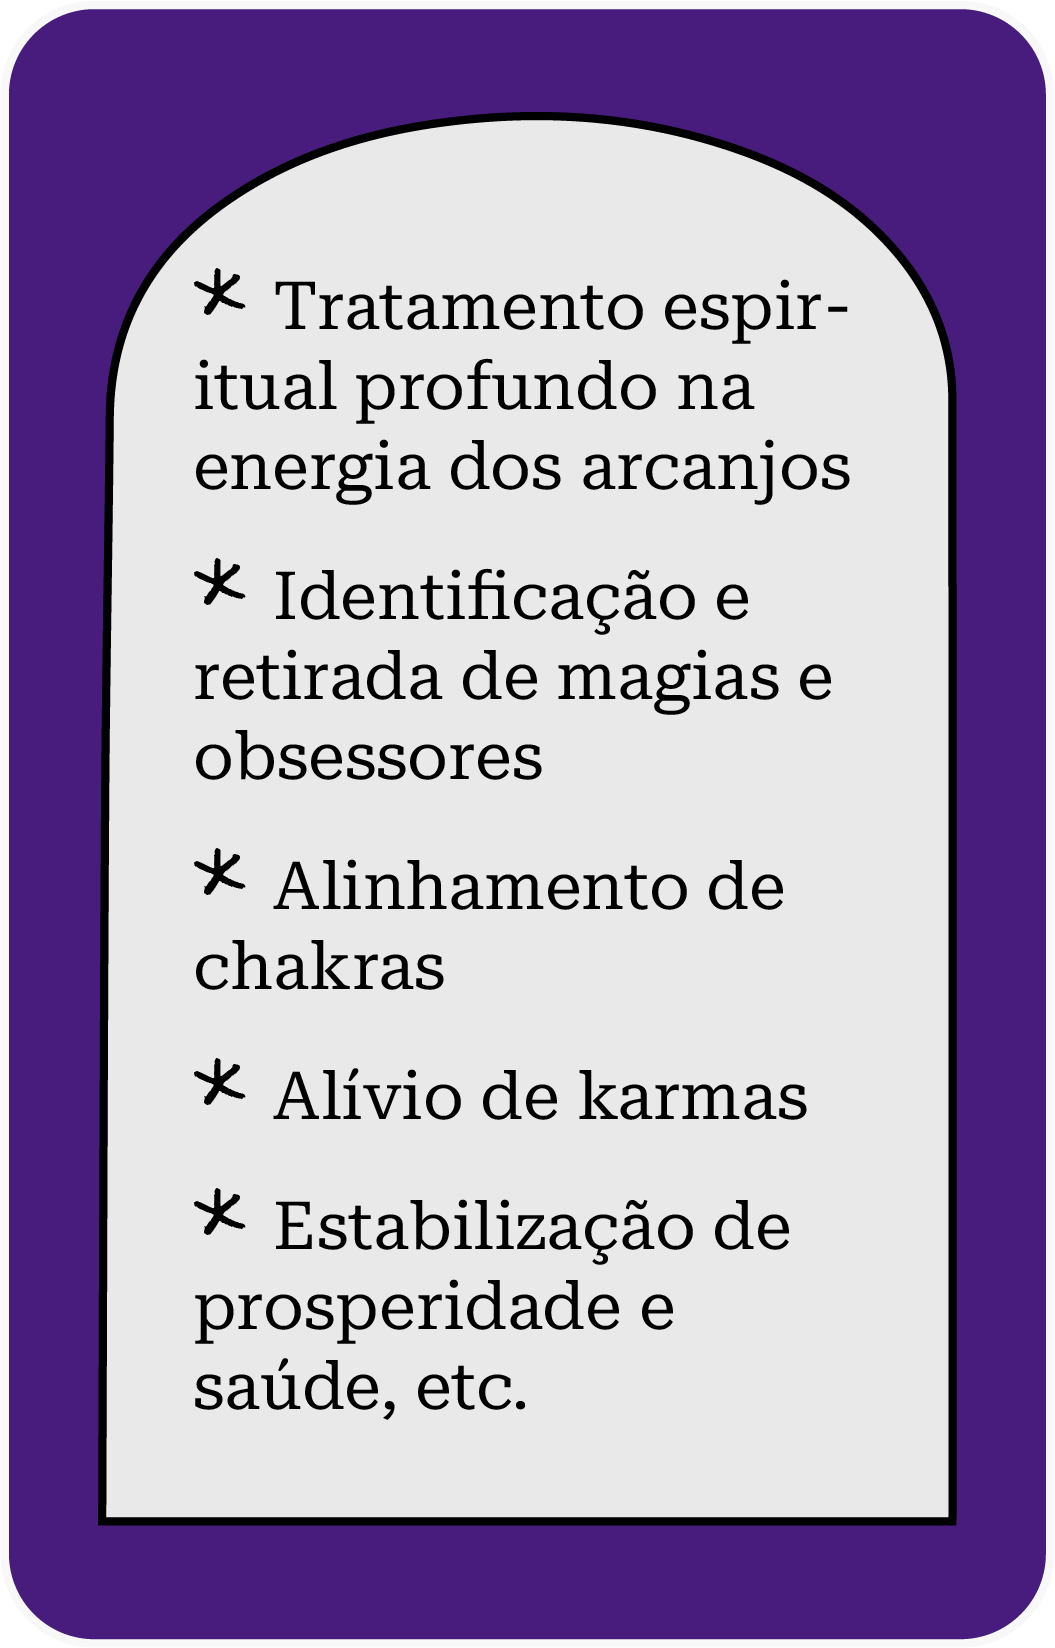 * Tratamento espir-
itual profundo na
energia dos arcanjos
* Identificação e
retirada de magias e
obsessores
* Alinhamento de
chakras
* Alívio de karmas
* Estabilização de
prosperidade e
saúde, etc.